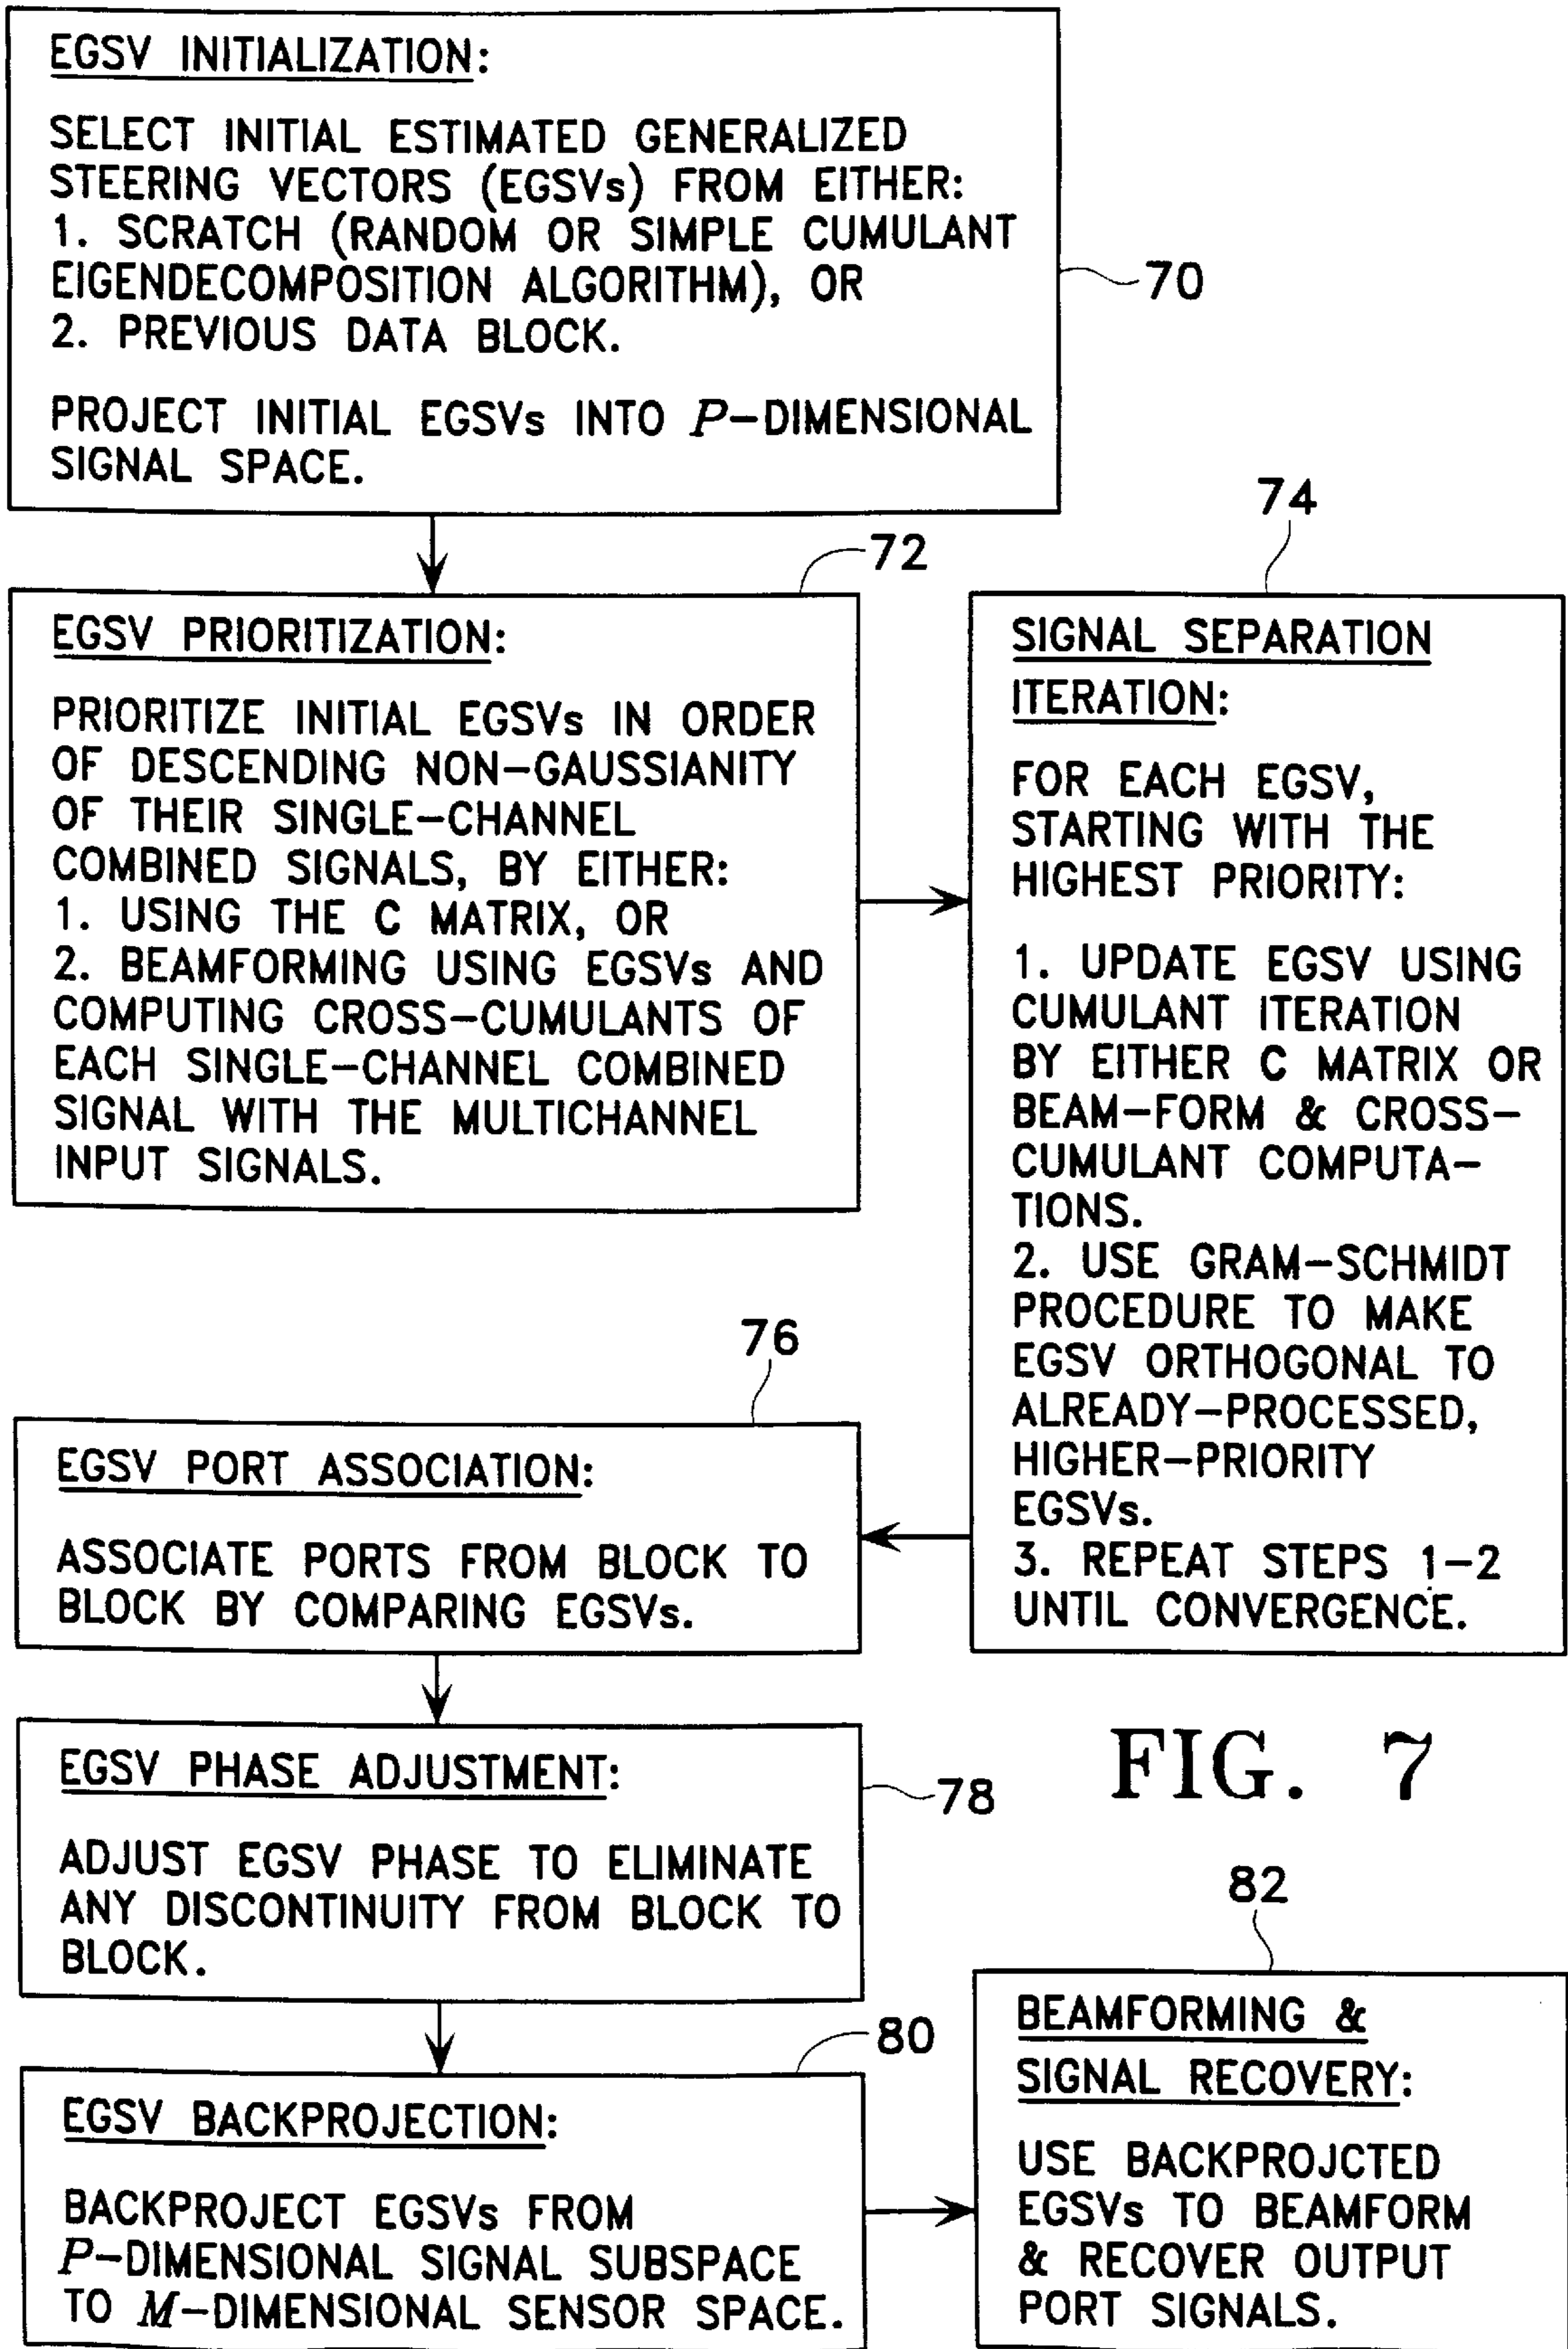 EGSV INITIALIZATION:
SELECT INITIAL ESTIMATED GENERALIZED
STEERING VECTORS (EGSVs) FROM EITHER:
1. SCRATCH (RANDOM OR SIMPLE CUMULANT
EIGENDECOMPOSITION ALGORITHM), OR
2. PREVIOUS DATA BLOCK.
PROJECT INITIAL EGSVs INTO P-DIMENSIONAL
SIGNAL SPACE.
70
72
EGSV PRIORITIZATION:
PRIORITIZE INITIAL EGSVs IN ORDER
OF DESCENDING NON-GAUSSIANITY
OF THEIR SINGLE-CHANNEL
COMBINED SIGNALS, BY EITHER:
1. USING THE C MATRIX, OR
2. BEAMFORMING USING EGSVs AND
COMPUTING CROSS-CUMULANTS OF
EACH SINGLE-CHANNEL COMBINED
SIGNAL WITH THE MULTICHANNEL
INPUT SIGNALS.
74
SIGNAL SEPARATION
ITERATION:
FOR EACH EGSV,
STARTING WITH THE
HIGHEST PRIORITY:
1. UPDATE EGSV USING
CUMULANT ITERATION
BY EITHER C MATRIX OR
BEAM-FORM & CROSS-
CUMULANT COMPUTA-
TIONS.
2. USE GRAM-SCHMIDT
PROCEDURE TO MAKE
EGSV ORTHOGONAL TO
ALREADY-PROCESSED,
HIGHER-PRIORITY
EGSVs.
3. REPEAT STEPS 1-2
UNTIL CONVERGENCE.
76
EGSV PORT ASSOCIATION:
ASSOCIATE PORTS FROM BLOCK TO
BLOCK BY COMPARING EGSVs.
EGSV PHASE ADJUSTMENT:
ADJUST EGSV PHASE TO ELIMINATE
ANY DISCONTINUITY FROM BLOCK TO
BLOCK.
78
FIG. 7
80
EGSV BACKPROJECTION:
BACKPROJECT EGSVs FROM
P-DIMENSIONAL SIGNAL SUBSPACE
TO M-DIMENSIONAL SENSOR SPACE.
82
BEAMFORMING &
SIGNAL RECOVERY:
USE BACKPROJCTED
EGSVs TO BEAMFORM
& RECOVER OUTPUT
PORT SIGNALS.